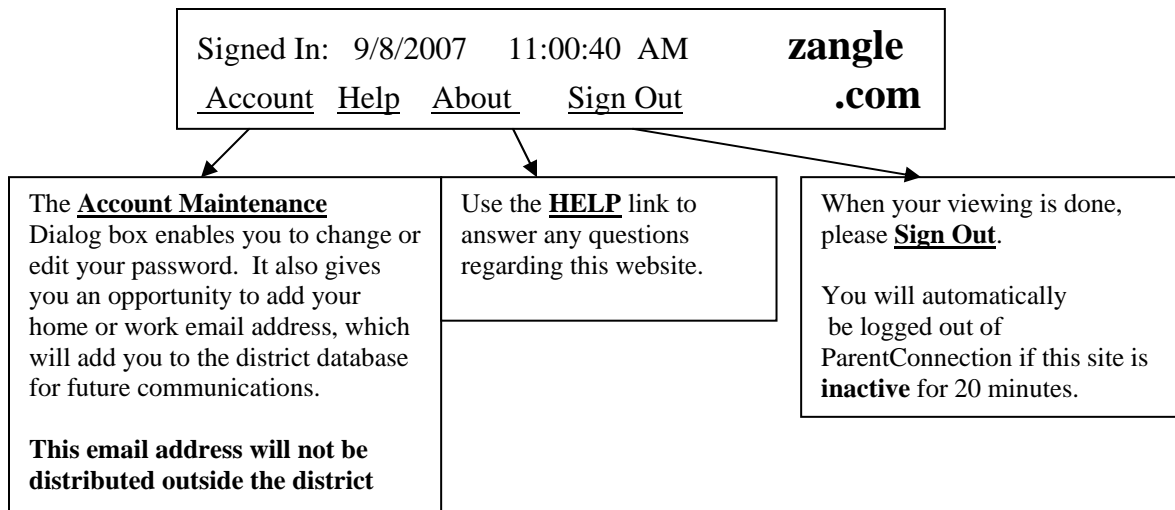 Signed In: 9/8/2007 11:00:40 AM zangle
Account Help About Sign Out .com
The Account Maintenance
Dialog box enables you to change or
edit your password. It also gives
you an opportunity to add your
home or work email address, which
will add you to the district database
for future communications.
This email address will not be
distributed outside the district
Use the HELP link to
answer any questions
regarding this website.
When your viewing is done,
please Sign Out.
You will automatically
be logged out of
ParentConnection if this site is
inactive for 20 minutes.